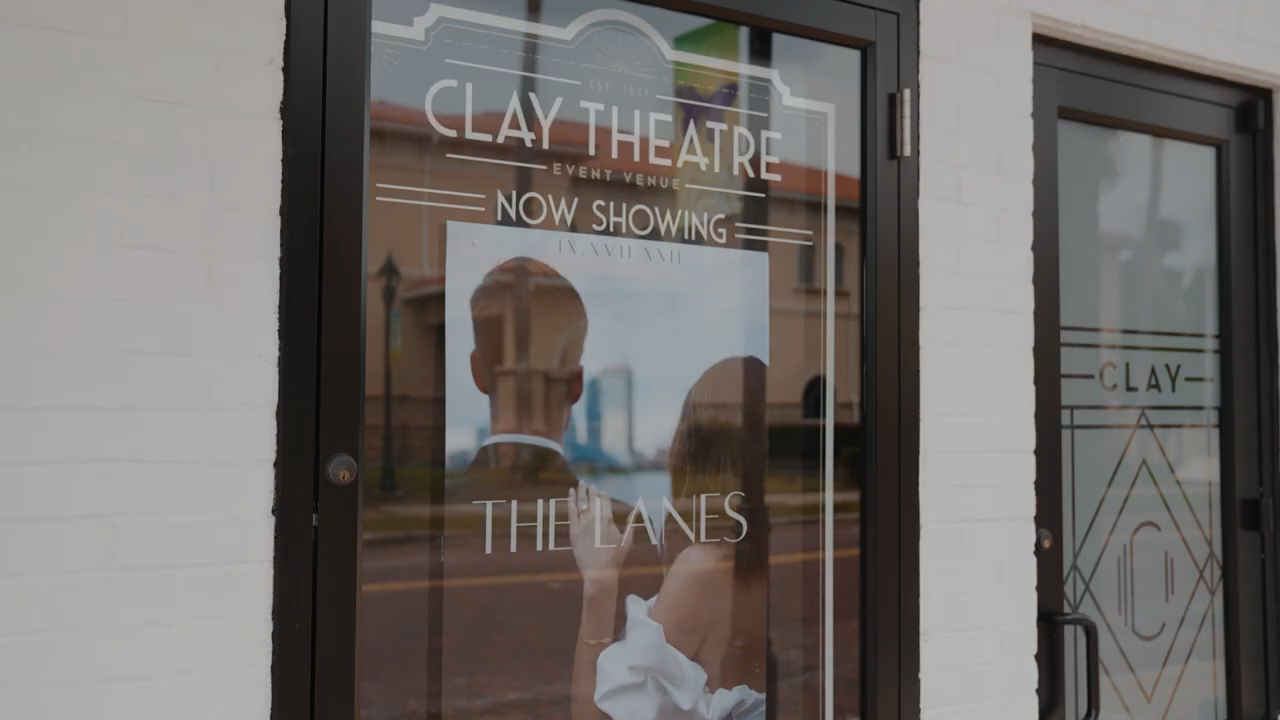 EST 1937
CLAY THEATRE
EVENT VENUE
NOW SHOWING
IX.XVII.XXII
THE LANES
CLAY
C